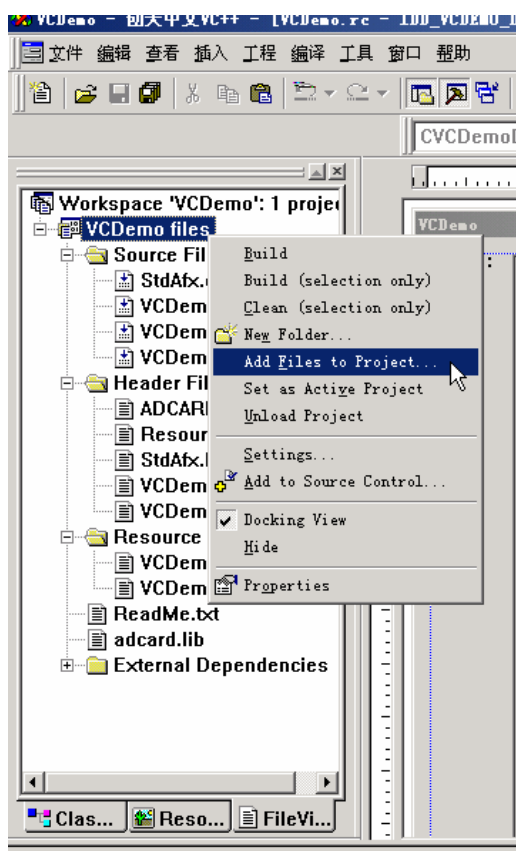 VCDemo - 创天中文VC++ - [VCDemo.rc - IDD_VCDEMO_D
文件 编辑 查看 插入 工程 编译 工具 窗口 帮助
CVCDemoD
Workspace 'VCDemo': 1 projec
VCDemo files
Source Fil
StdAfx.
VCDem
VCDem
VCDem
Header Fil
ADCARI
Resour
StdAfx.
VCDem
VCDem
Resource
VCDem
VCDem
ReadMe.txt
adcard.lib
External Dependencies
VCDemo
Build
Build (selection only)
Clean (selection only)
New Folder...
Add Files to Project...
Set as Active Project
Unload Project
Settings...
Add to Source Control...
Docking View
Hide
Properties
Clas... Reso... FileVi...